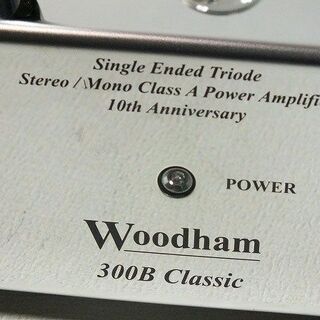 Single Ended Triode
Stereo /\Mono Class A Power Amplifi
10th Anniversary
POWER
Woodham
300B Classic